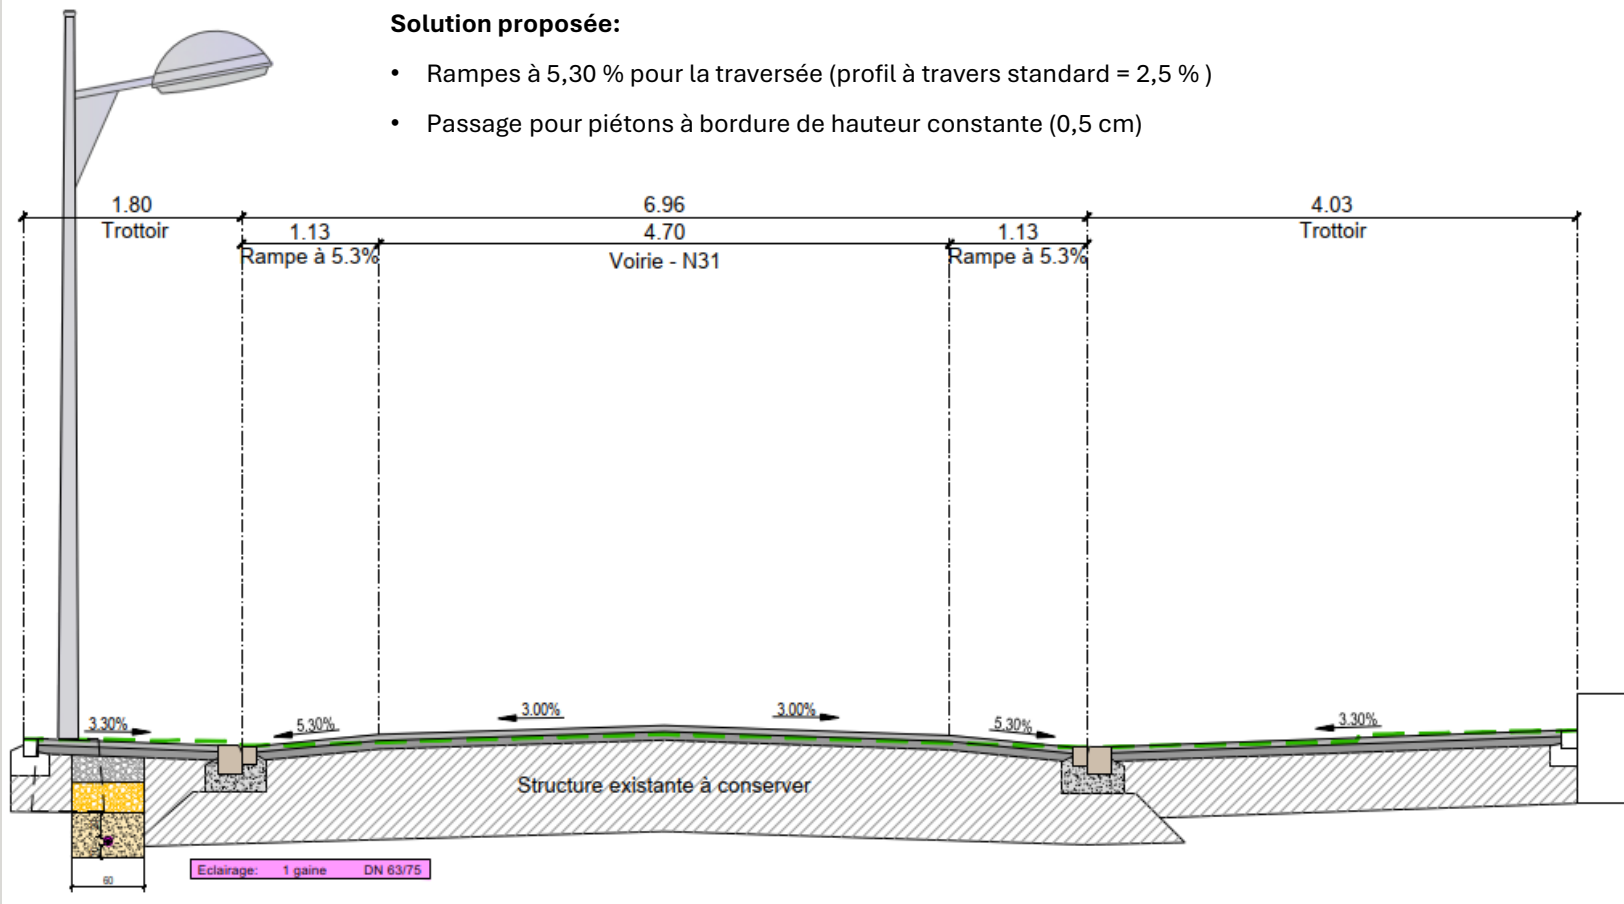 Solution proposée:
• Rampes à 5,30 % pour la traversée (profil à travers standard = 2,5 % )
• Passage pour piétons à bordure de hauteur constante (0,5 cm)
1.80 6.96 4.03
Trottoir 1.13 4.70 1.13 Trottoir
Rampe à 5.3% Voirie - N31 Rampe à 5.3%
3.30% 5.30% 3.00% 3.00% 5.30% 3.30%
Structure existante à conserver
Eclairage: 1 gaine DN 63/75
60